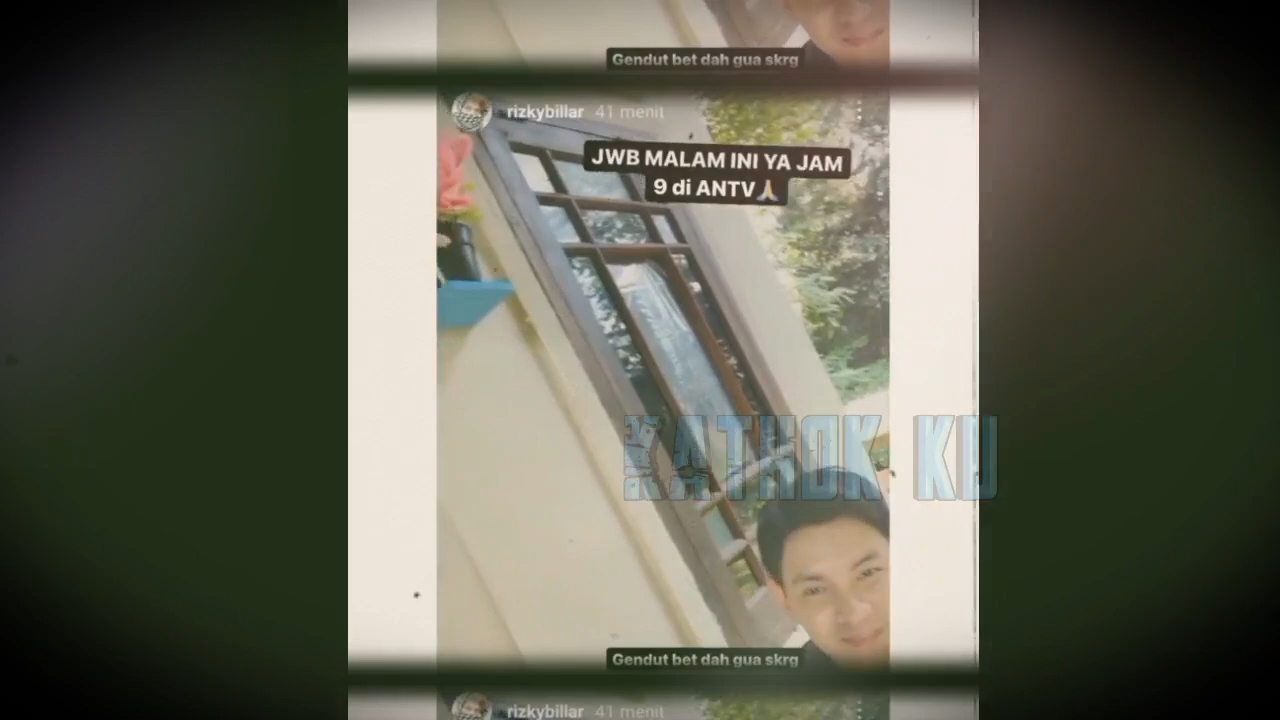 Gendut bet dah gua skrg
rizkybillar 41 menit
JWB MALAM INI YA JAM
9 di ANTV🙏
KATHOK KU
Gendut bet dah gua skrg
rizkybillar 41 menit